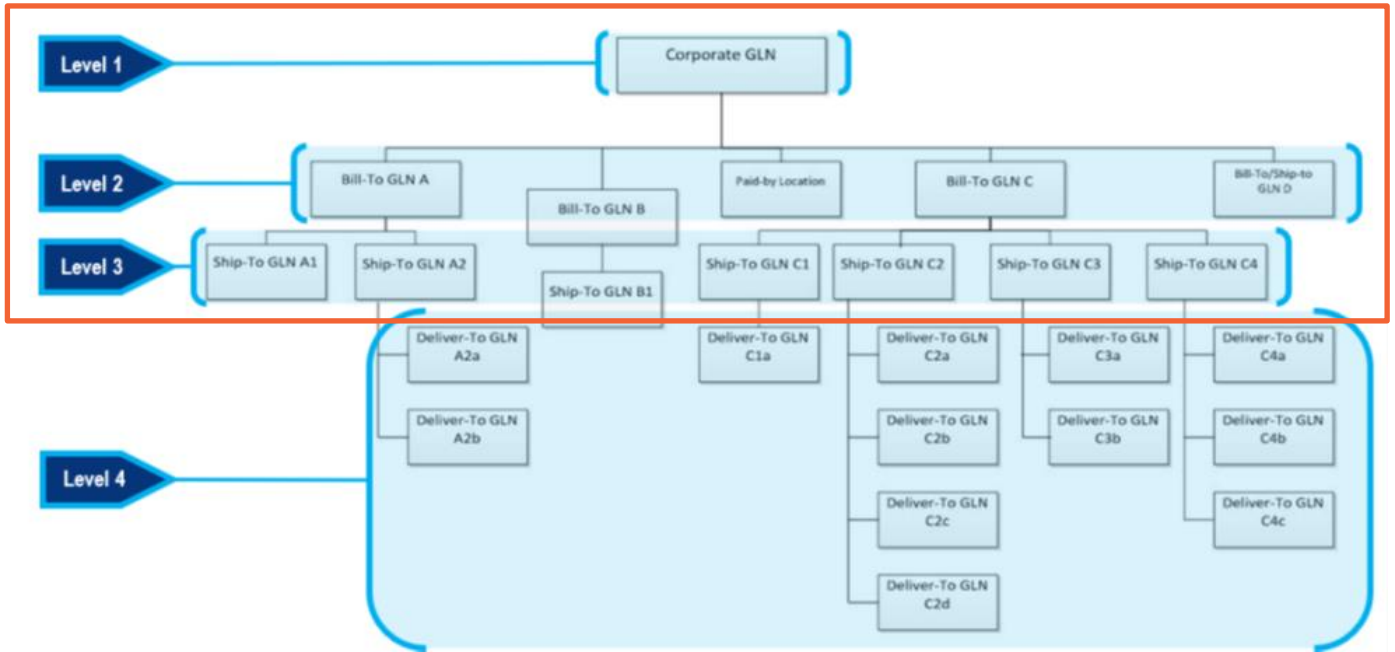 Level 1
Corporate GLN
Level 2
Bill-To GLN A
Bill-To GLN B
Paid-by Location
Bill-To GLN C
Bill-To/Ship-to
GLN D
Level 3
Ship-To GLN A1
Ship-To GLN A2
Ship-To GLN B1
Ship-To GLN C1
Ship-To GLN C2
Ship-To GLN C3
Ship-To GLN C4
Level 4
Deliver-To GLN
A2a
Deliver-To GLN
C1a
Deliver-To GLN
C2a
Deliver-To GLN
C3a
Deliver-To GLN
C4a
Deliver-To GLN
A2b
Deliver-To GLN
C2b
Deliver-To GLN
C3b
Deliver-To GLN
C4b
Deliver-To GLN
C2c
Deliver-To GLN
C4c
Deliver-To GLN
C2d